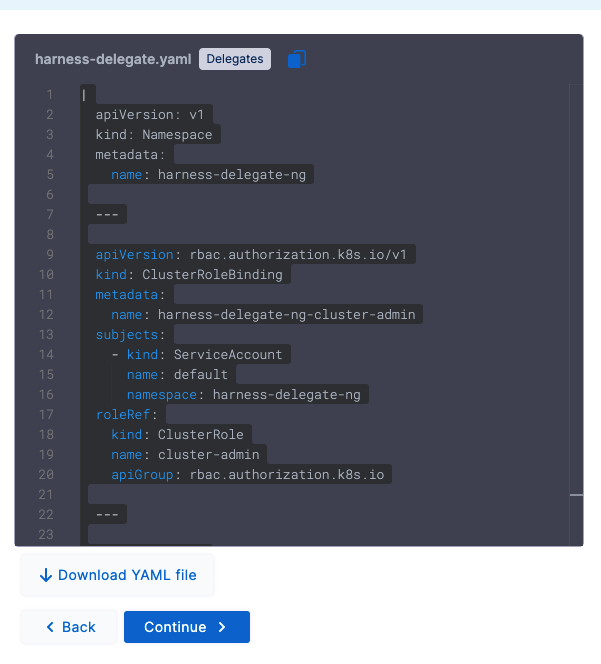 harness-delegate.yaml Delegates
1 |
2 apiVersion: v1
3 kind: Namespace
4 metadata:
5 name: harness-delegate-ng
6
7 ---
8
9 apiVersion: rbac.authorization.k8s.io/v1
10 kind: ClusterRoleBinding
11 metadata:
12 name: harness-delegate-ng-cluster-admin
13 subjects:
14 - kind: ServiceAccount
15 name: default
16 namespace: harness-delegate-ng
17 roleRef:
18 kind: ClusterRole
19 name: cluster-admin
20 apiGroup: rbac.authorization.k8s.io
21
22 ---
23
Download YAML file
Back Continue